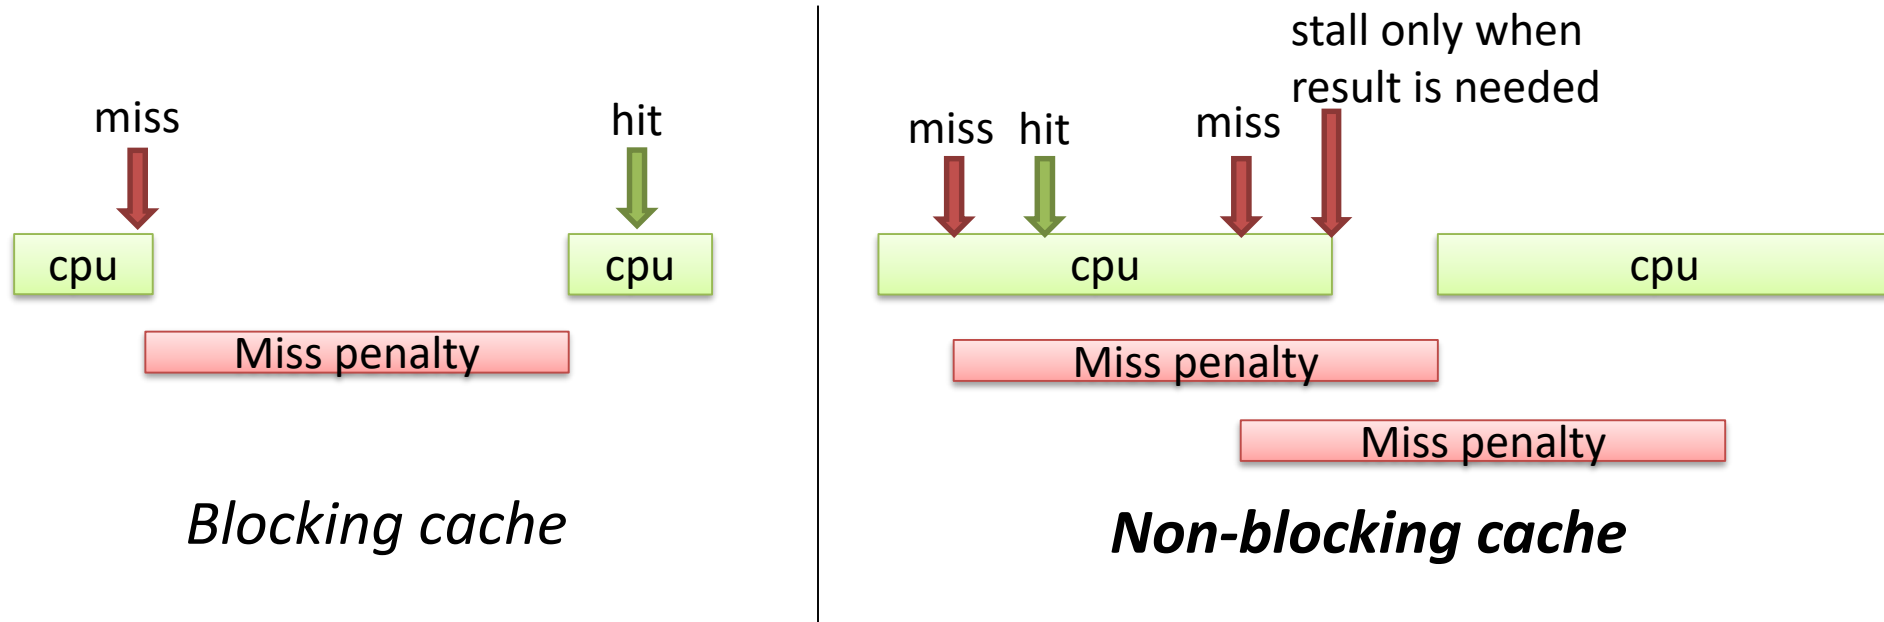 miss
hit
cpu
cpu
Miss penalty
Blocking cache
stall only when
result is needed
miss
hit
miss
cpu
cpu
Miss penalty
Miss penalty
Non-blocking cache